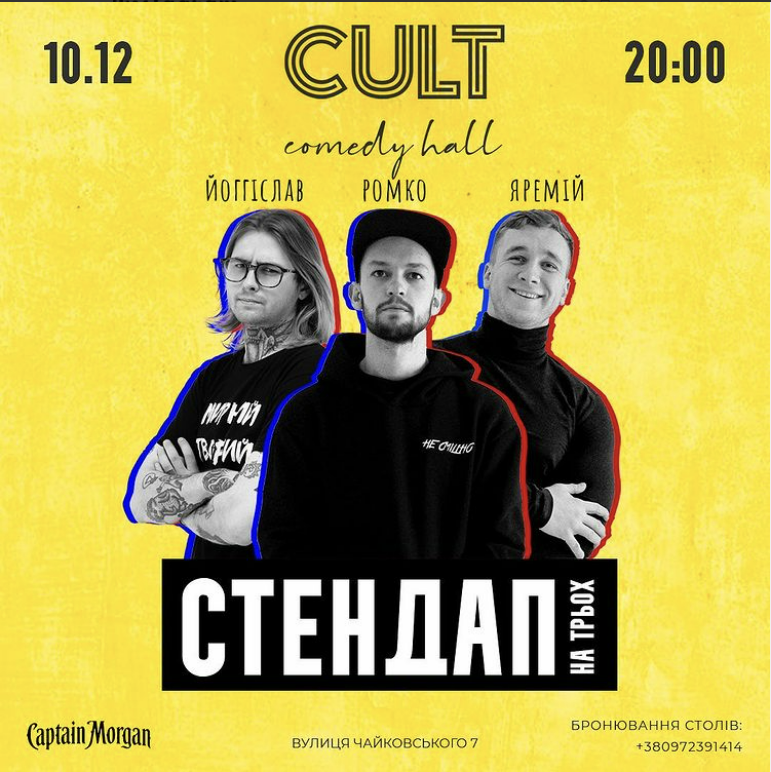 10.12
CULT
20:00
comedy hall
ЙОГГІСЛАВ
РОМКО
ЯРЕМІЙ
НЕ СМІШНО
СТЕНДАП
НА ТРЬОХ
Captain Morgan
ВУЛИЦЯ ЧАЙКОВСЬКОГО 7
БРОНЮВАННЯ СТОЛІВ:
+380972391414